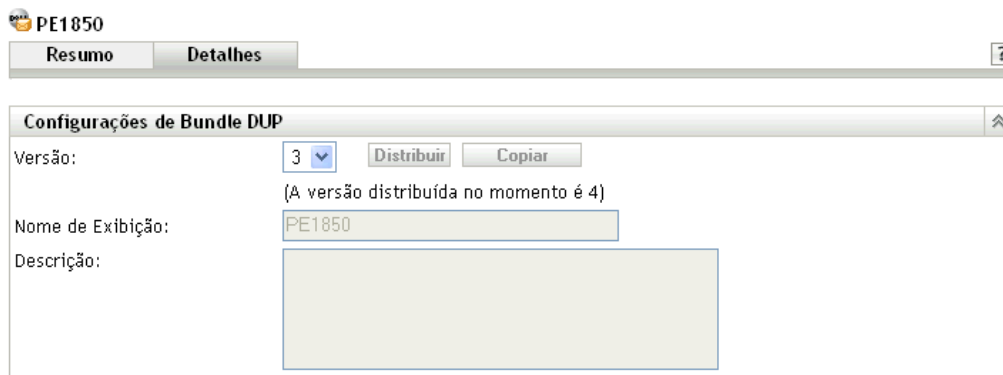 PE1850
Resumo Detalhes
Configurações de Bundle DUP
Versão: 3 Distribuir Copiar
(A versão distribuída no momento é 4)
Nome de Exibição: PE1850
Descrição: